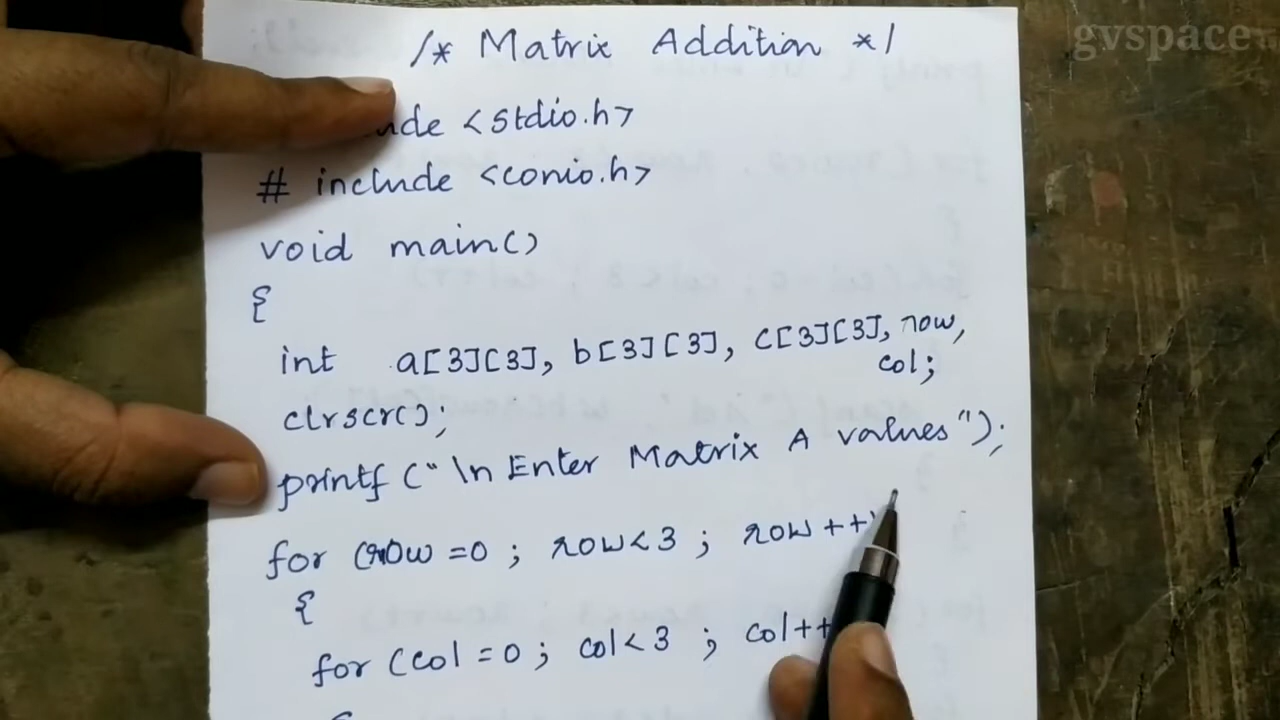 gvspace
/* Matrix Addition */
ude <stdio.h>
# include <conio.h>
void main()
{
int a[3][3], b[3][3], c[3][3], row,
col;
clrscr();
printf ("\n Enter Matrix A values");
for (row =0 ; row<3 ; row++
{
for (col =0 ; col<3 ; col++